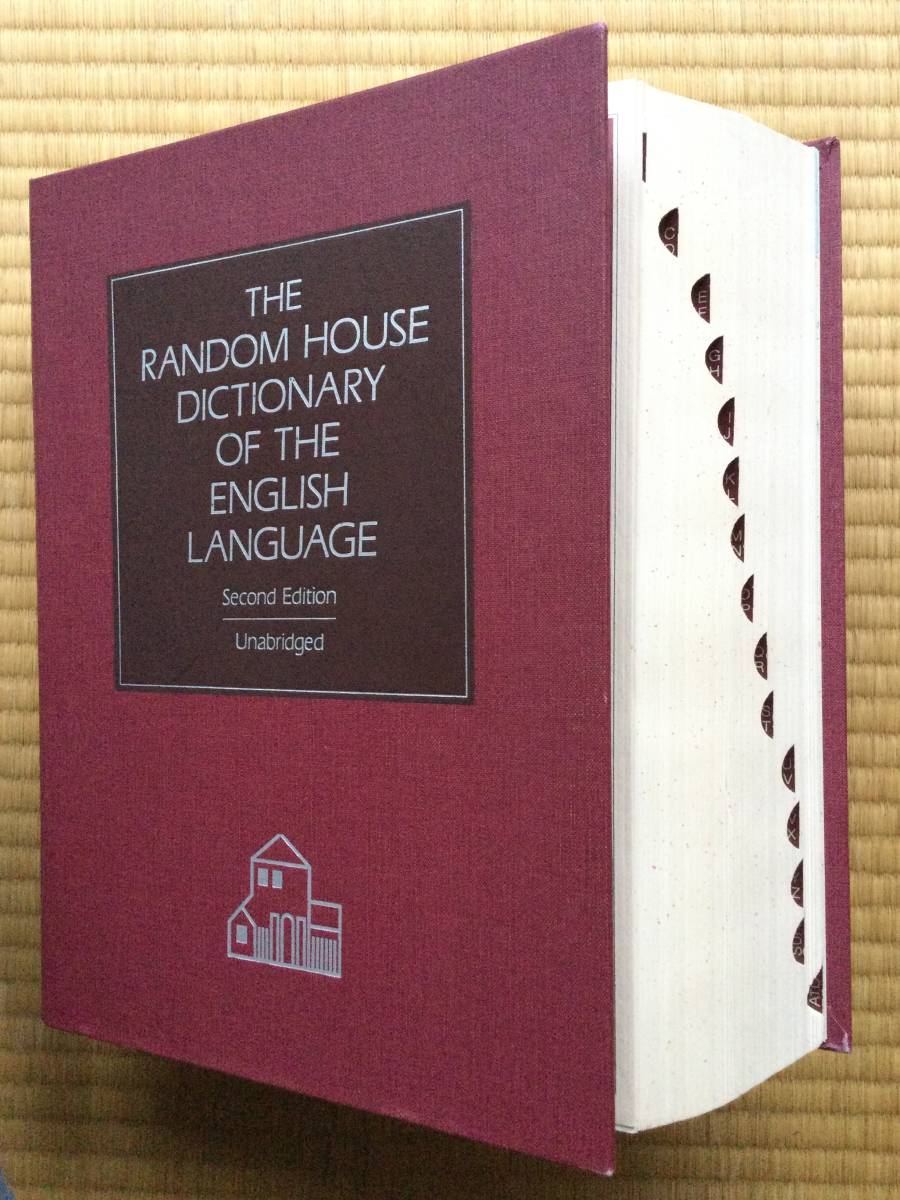 THE
RANDOM HOUSE
DICTIONARY
OF THE
ENGLISH
LANGUAGE
Second Edition
Unabridged
C
D
E
F
G
H
I
J
K
L
M
N
O
P
Q
R
S
T
U
V
X
Z